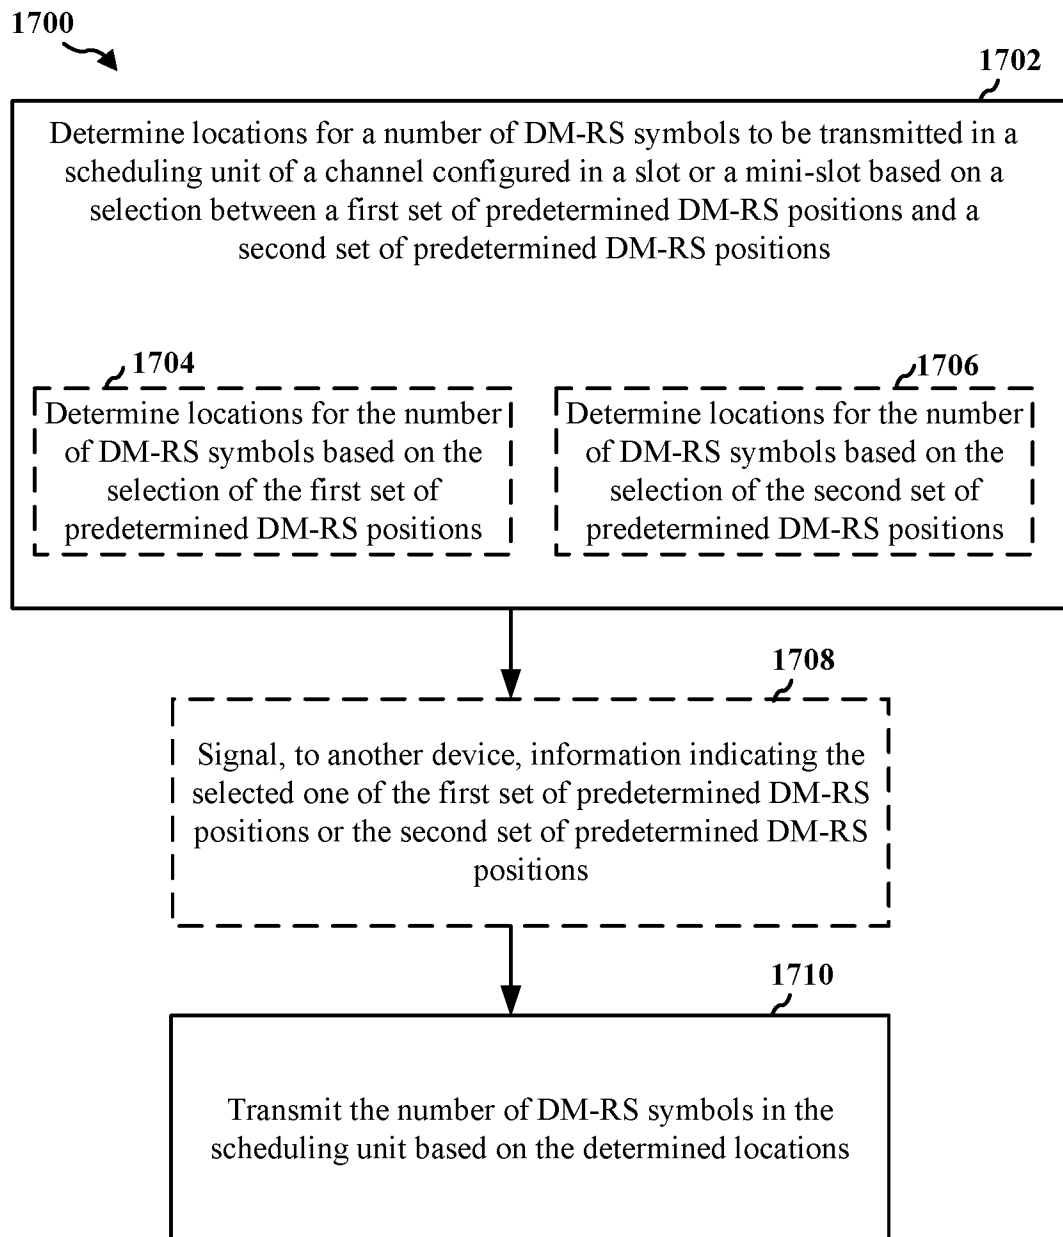 1700
1702
Determine locations for a number of DM-RS symbols to be transmitted in a
scheduling unit of a channel configured in a slot or a mini-slot based on a
selection between a first set of predetermined DM-RS positions and a
second set of predetermined DM-RS positions
1704
Determine locations for the number
of DM-RS symbols based on the
selection of the first set of
predetermined DM-RS positions
1706
Determine locations for the number
of DM-RS symbols based on the
selection of the second set of
predetermined DM-RS positions
1708
Signal, to another device, information indicating the
selected one of the first set of predetermined DM-RS
positions or the second set of predetermined DM-RS
positions
1710
Transmit the number of DM-RS symbols in the
scheduling unit based on the determined locations